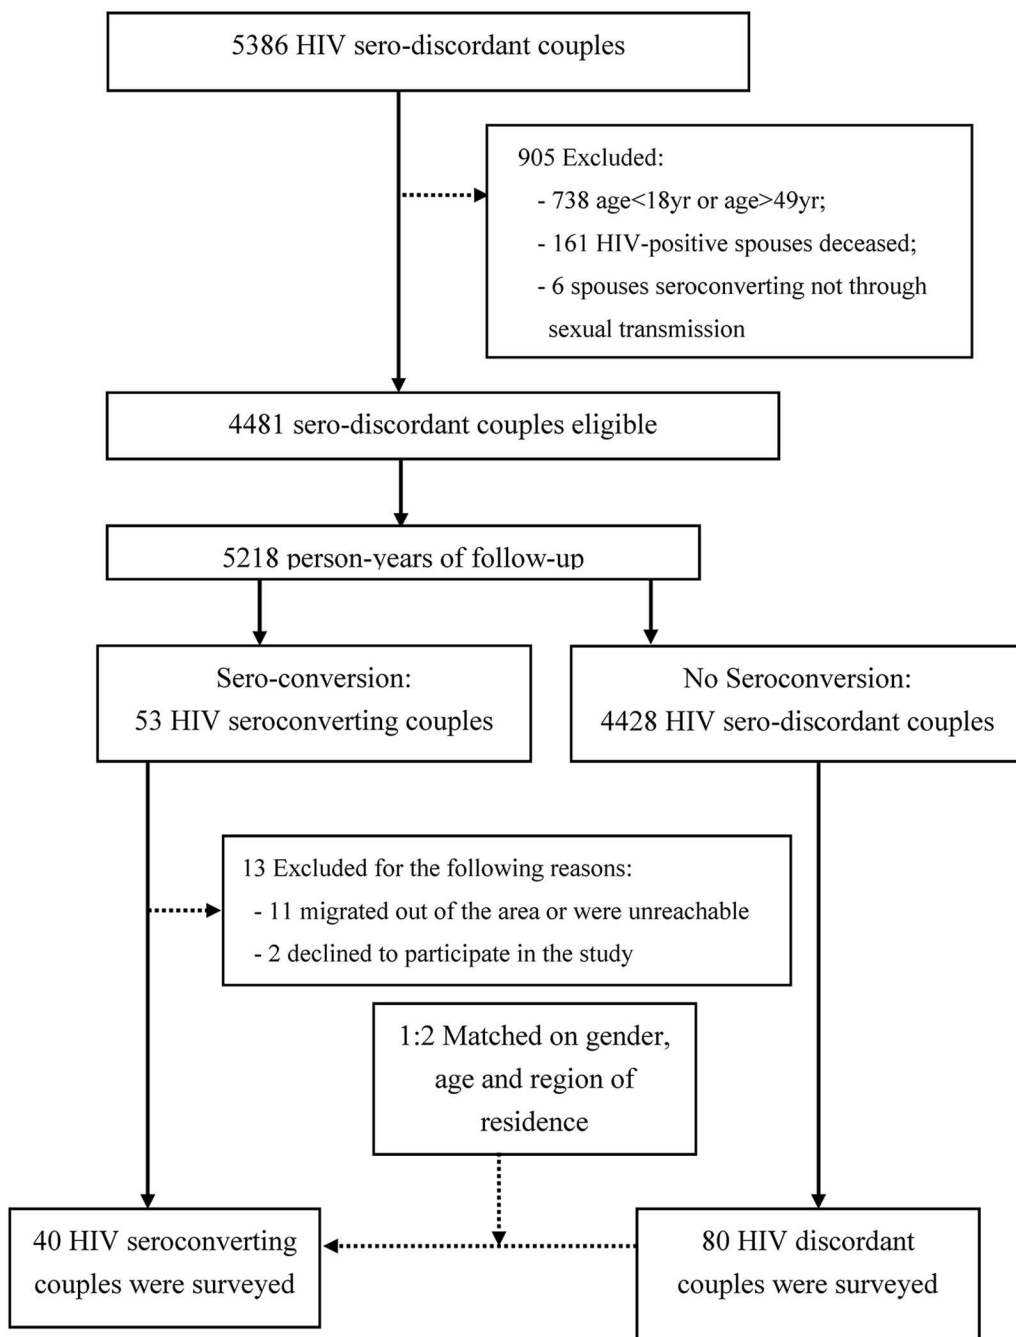 5386 HIV sero-discordant couples
905 Excluded:
- 738 age<18yr or age>49yr;
- 161 HIV-positive spouses deceased;
- 6 spouses seroconverting not through
sexual transmission
4481 sero-discordant couples eligible
5218 person-years of follow-up
Sero-conversion:
53 HIV seroconverting couples
No Seroconversion:
4428 HIV sero-discordant couples
13 Excluded for the following reasons:
- 11 migrated out of the area or were unreachable
- 2 declined to participate in the study
1:2 Matched on gender,
age and region of
residence
40 HIV seroconverting
couples were surveyed
80 HIV discordant
couples were surveyed